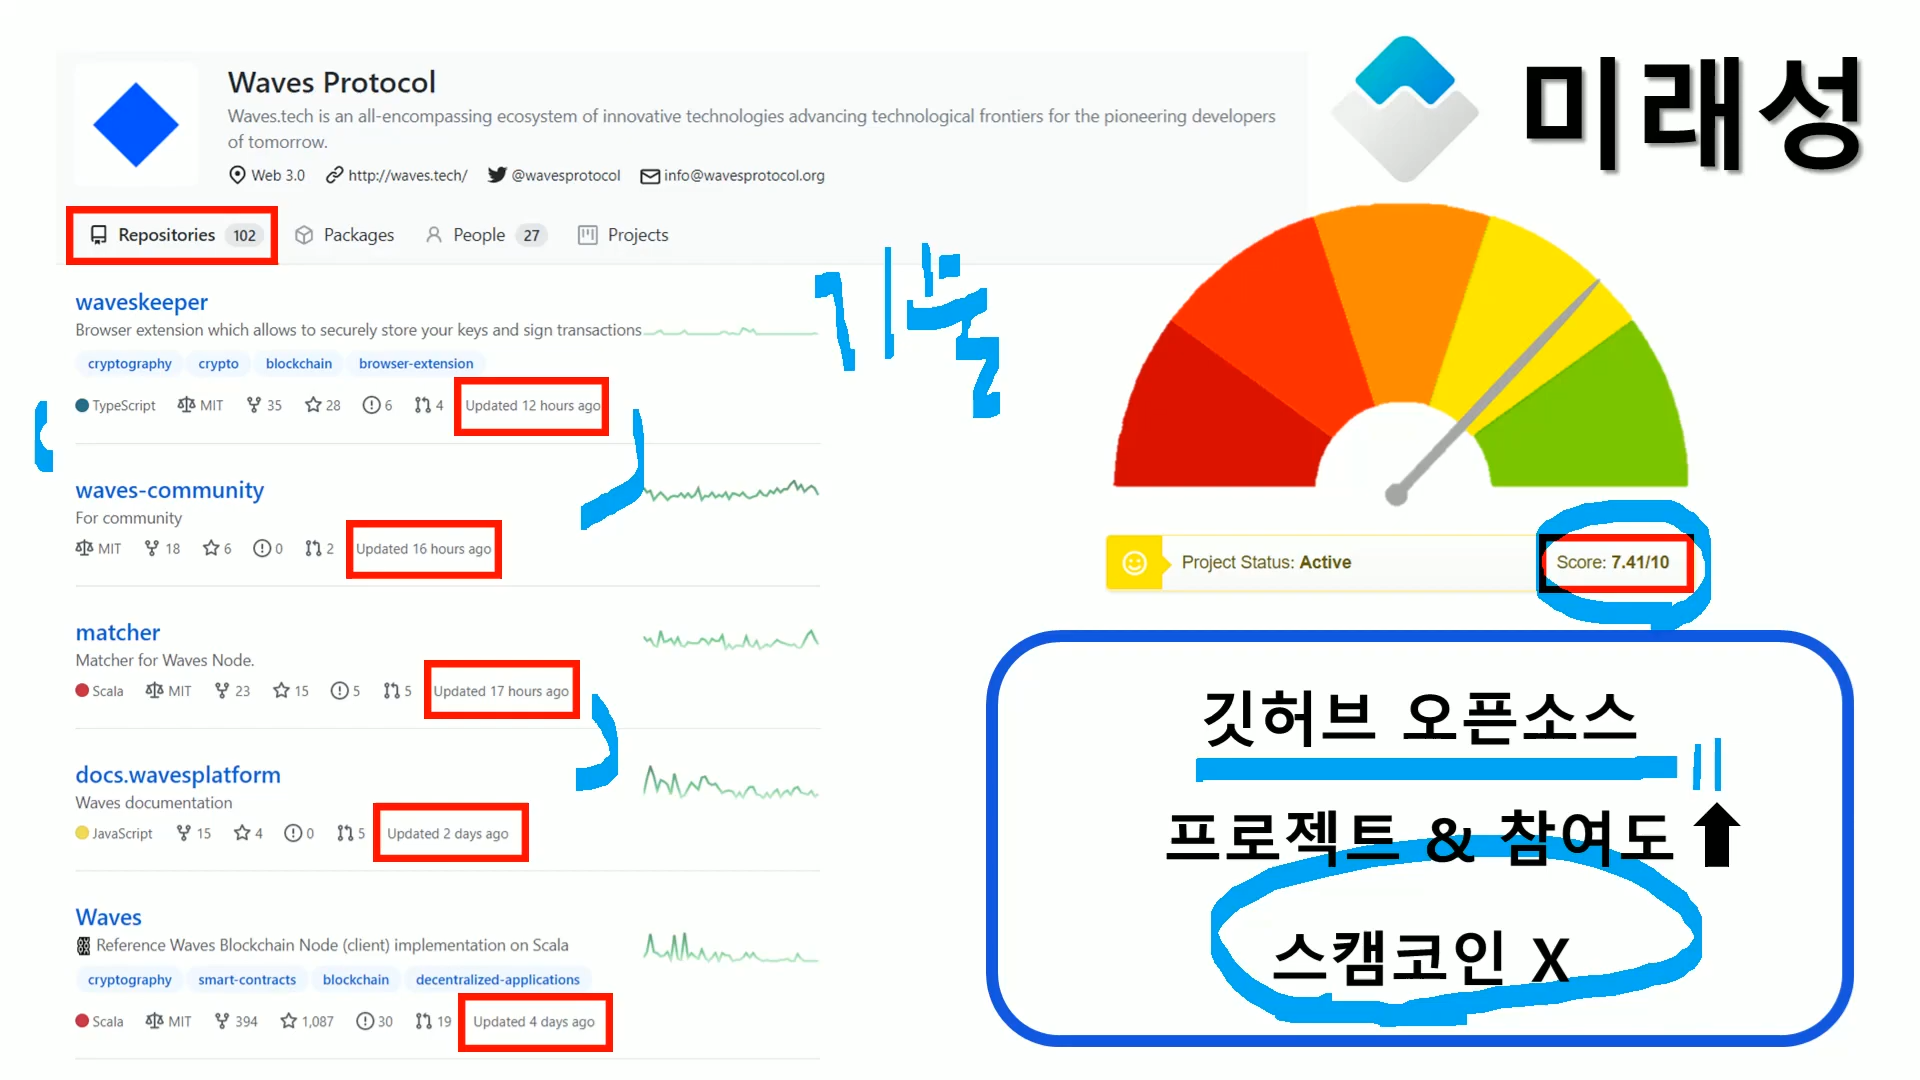 Waves Protocol
Waves.tech is an all-encompassing ecosystem of innovative technologies advancing technological frontiers for the pioneering developers
of tomorrow.
Web 3.0 http://waves.tech/ @wavesprotocol info@wavesprotocol.org
Repositories 102 Packages People 27 Projects
waveskeeper
Browser extension which allows to securely store your keys and sign transactions
cryptography crypto blockchain browser-extension
TypeScript MIT 35 28 6 4 Updated 12 hours ago
waves-community
For community
MIT 18 6 0 2 Updated 16 hours ago
matcher
Matcher for Waves Node.
Scala MIT 23 15 5 5 Updated 17 hours ago
docs.wavesplatform
Waves documentation
JavaScript 15 4 0 5 Updated 2 days ago
Waves
Reference Waves Blockchain Node (client) implementation on Scala
cryptography smart-contracts blockchain decentralized-applications
Scala MIT 394 1,087 30 19 Updated 4 days ago
기술
미래성
Project Status: Active Score: 7.41/10
깃허브 오픈소스
프로젝트 & 참여도
스캠코인 X